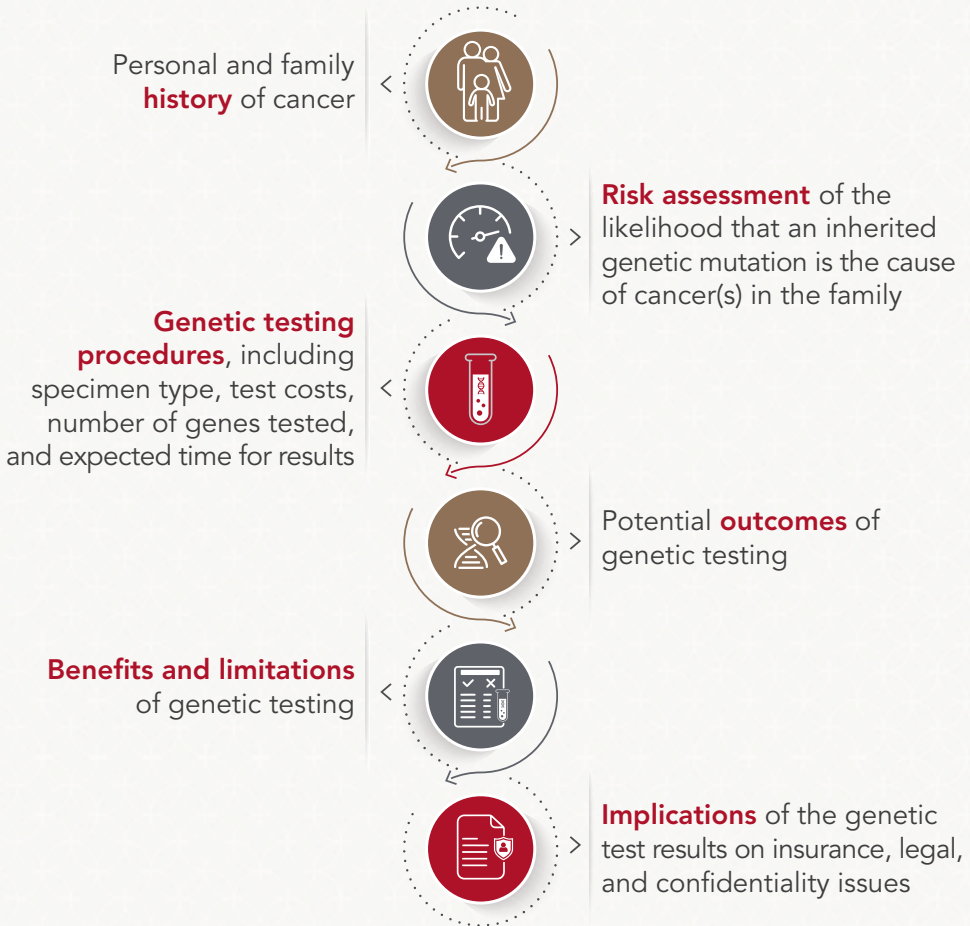 Personal and family
history of cancer
Risk assessment of the
likelihood that an inherited
genetic mutation is the cause
of cancer(s) in the family
Genetic testing
procedures, including
specimen type, test costs,
number of genes tested,
and expected time for results
Potential outcomes of
genetic testing
Benefits and limitations
of genetic testing
Implications of the genetic
test results on insurance, legal,
and confidentiality issues